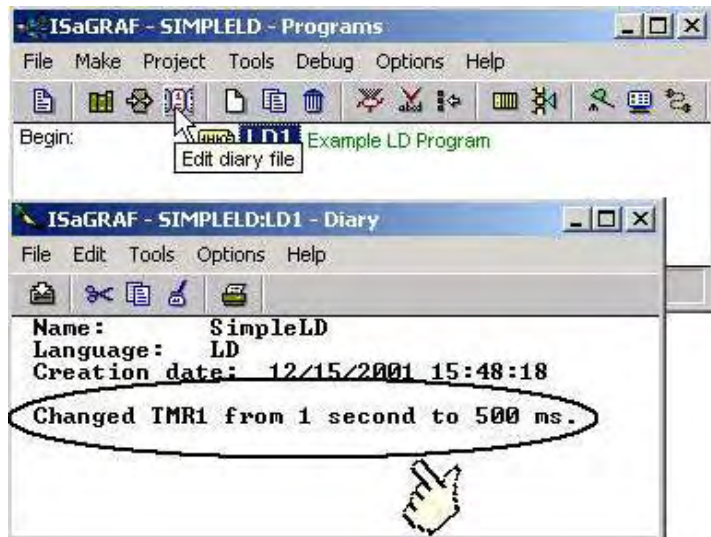 ISaGRAF - SIMPLELD - Programs
File Make Project Tools Debug Options Help
Begin: LD1 Example LD Program
Edit diary file
ISaGRAF - SIMPLELD:LD1 - Diary
File Edit Tools Options Help
Name: SimpleLD
Language: LD
Creation date: 12/15/2001 15:48:18
Changed TMR1 from 1 second to 500 ms.